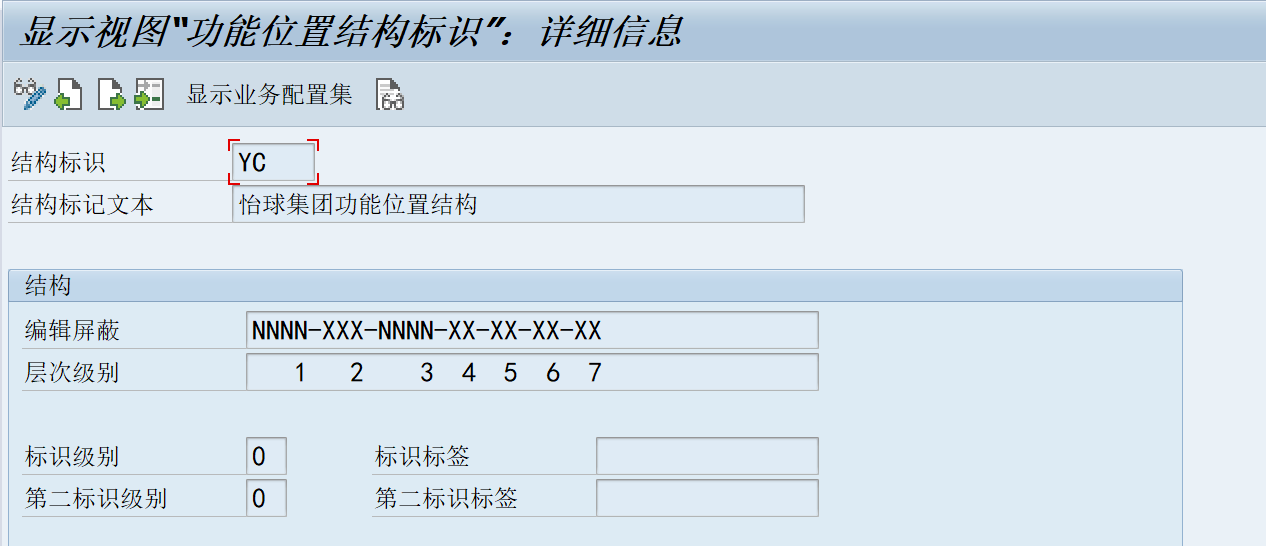 显示视图"功能位置结构标识": 详细信息
显示业务配置集
结构标识 YC
结构标记文本 怡球集团功能位置结构
结构
编辑屏蔽 NNNN-XXX-NNNN-XX-XX-XX-XX
层次级别 1 2 3 4 5 6 7
标识级别 0 标识标签
第二标识级别 0 第二标识标签